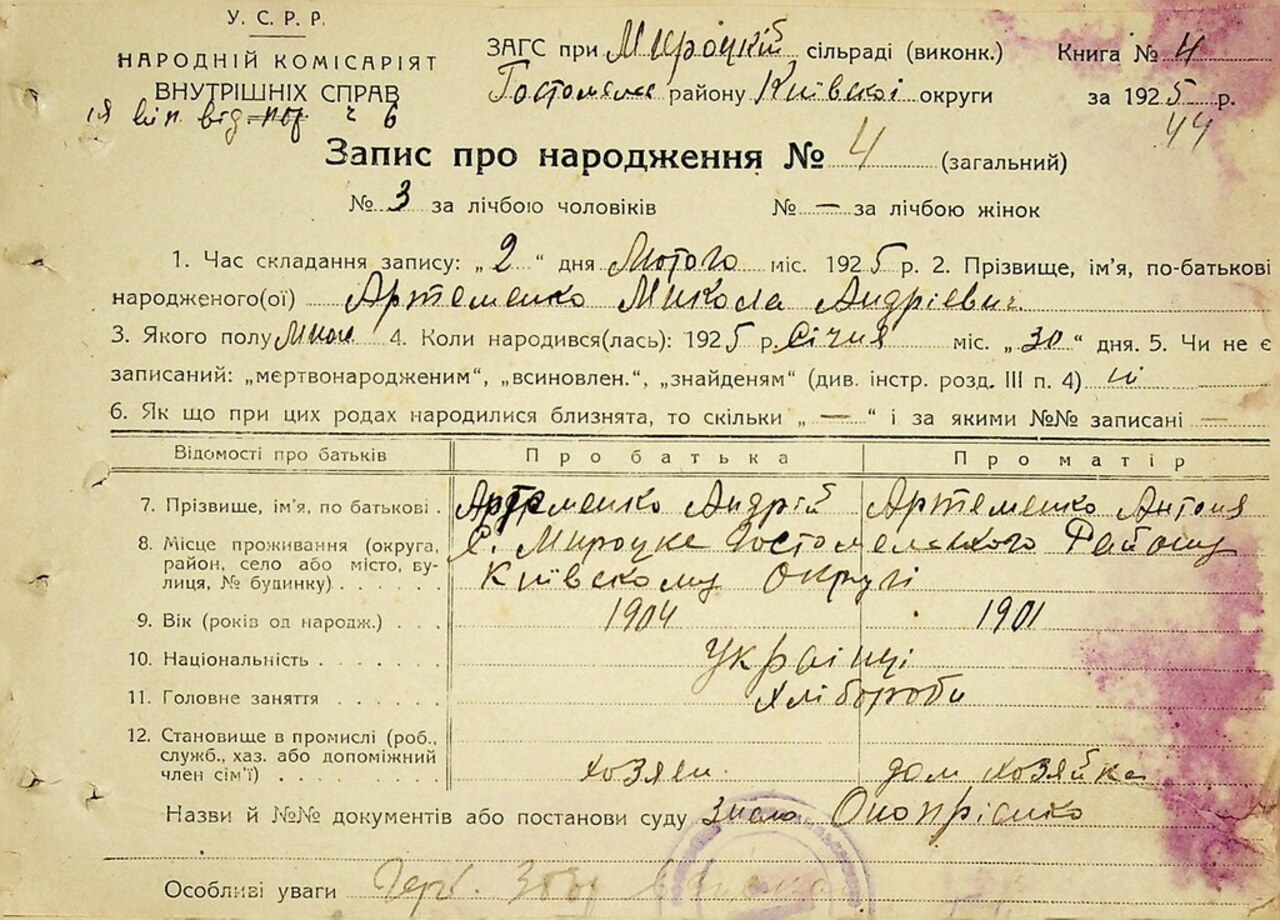 У. С. Р. Р.
НАРОДНІЙ КОМІСАРІЯТ
ВНУТРІШНІХ СПРАВ
ЗАГС при Мироцкій сільраді (виконк.) Книга № 4
району Київскої округи за 1925 р.
44
Запис про народження № 4 (загальний)
№ 3 за лічбою чоловіків № — за лічбою жінок
1. Час складання запису: „2“ дня Лютого міс. 1925 р. 2. Прізвище, ім’я, по-батькові
народженого(ої) Артеменко Микола Андріевич
3. Якого полу 4. Коли народився(лась): 1925 р. Січня міс. „30“ дня. 5. Чи не є
записаний: „мертвонародженим“, „всиновлен.“, „знайденям“ (див. інстр. розд. III п. 4) ні
6. Як що при цих родах народилися близнята, то скільки „—“ і за якими №№ записані —
Відомості про батьків Про батька Про матір
7. Прізвище, ім’я, по батькові . Артеменко Андрій Артеменко Антоня
8. Місце проживання (округа, район, село або місто, вулиця, № будинку) . . . . . . С. Мироцке Гостомелського Району
Київскому Округі
9. Вік (років од народж.) . . . 1904 1901
10. Національність . . . . . . . Українці
11. Головне заняття . . . . . . Хлібороби
12. Становище в промислі (роб., служб., хаз. або допоміжний член сім’ї) . . . . . . . . хозяен. дом хозяйка
Назви й №№ документів або постанови суду Онопрієнко
Особливі уваги